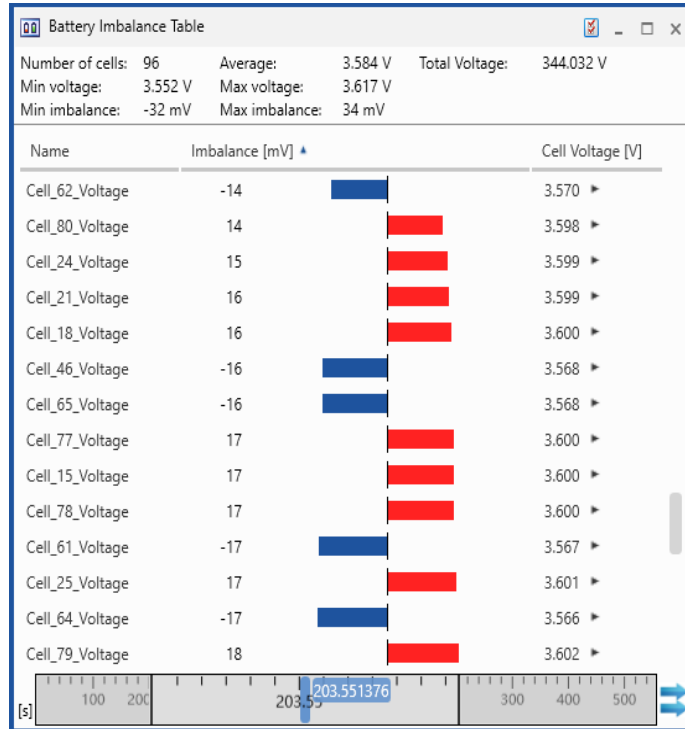 Battery Imbalance Table
Number of cells: 96 Average: 3.584 V Total Voltage: 344.032 V
Min voltage: 3.552 V Max voltage: 3.617 V
Min imbalance: -32 mV Max imbalance: 34 mV
Name Imbalance [mV] Cell Voltage [V]
Cell_62_Voltage -14 3.570
Cell_80_Voltage 14 3.598
Cell_24_Voltage 15 3.599
Cell_21_Voltage 16 3.599
Cell_18_Voltage 16 3.600
Cell_46_Voltage -16 3.568
Cell_65_Voltage -16 3.568
Cell_77_Voltage 17 3.600
Cell_15_Voltage 17 3.600
Cell_78_Voltage 17 3.600
Cell_61_Voltage -17 3.567
Cell_25_Voltage 17 3.601
Cell_64_Voltage -17 3.566
Cell_79_Voltage 18 3.602
203.551376
[s] 100 200 203.55 300 400 500